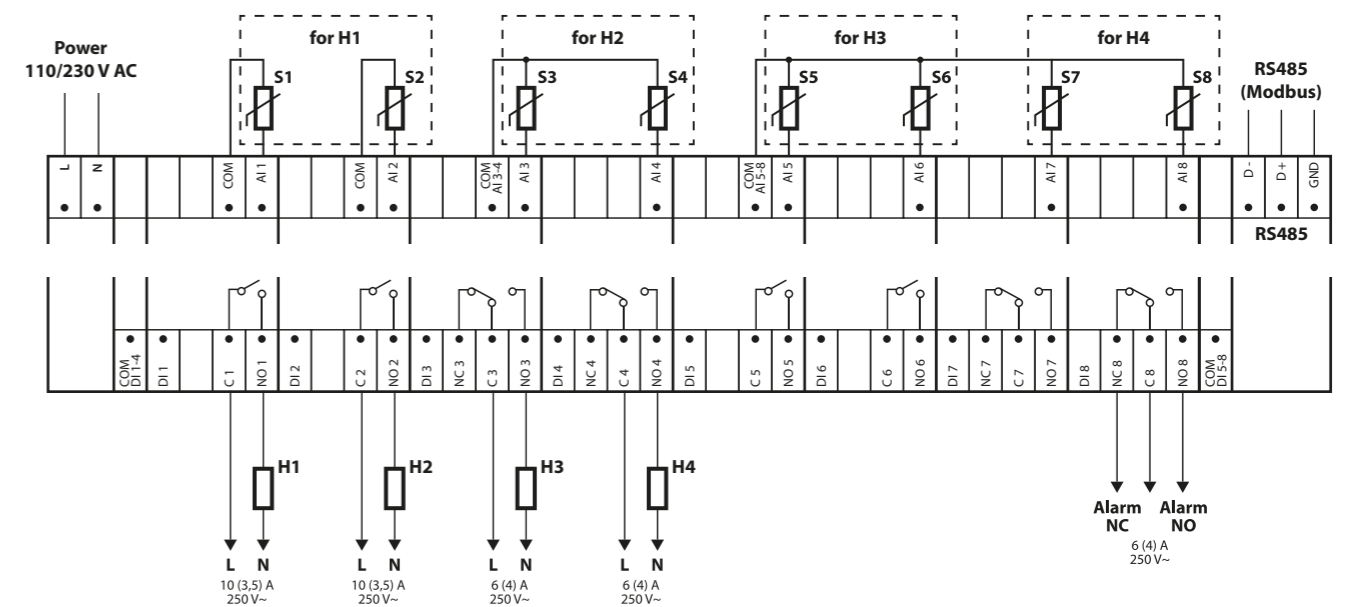 for H1
for H2
for H3
for H4
Power
110/230 V AC
S1
S2
S3
S4
S5
S6
S7
S8
RS485
(Modbus)
L
N
COM
AI 1
COM
AI 2
COM
AI 3-4
AI 3
AI 4
COM
AI 5-8
AI 5
AI 6
AI 7
AI 8
D -
D +
GND
RS485
COM
DI 1-4
DI 1
C 1
NO 1
DI 2
C 2
NO 2
DI 3
NC 3
C 3
NO 3
DI 4
NC 4
C 4
NO 4
DI 5
C 5
NO 5
DI 6
C 6
NO 6
DI 7
NC 7
C 7
NO 7
DI 8
NC 8
C 8
NO 8
COM
DI 5-8
H1
H2
H3
H4
Alarm
NC
Alarm
NO
6 (4) A
250 V~
L N
10 (3,5) A
250 V~
L N
10 (3,5) A
250 V~
L N
6 (4) A
250 V~
L N
6 (4) A
250 V~